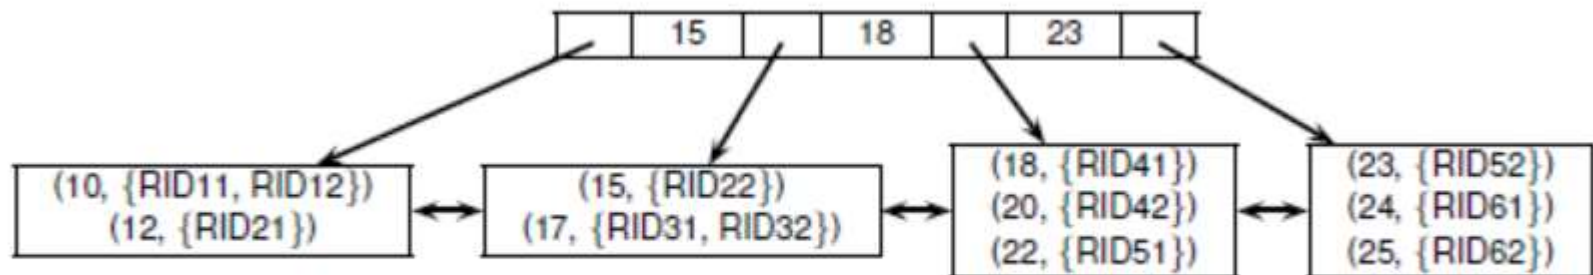 15 18 23
(10, {RID11, RID12})
(12, {RID21})
(15, {RID22})
(17, {RID31, RID32})
(18, {RID41})
(20, {RID42})
(22, {RID51})
(23, {RID52})
(24, {RID61})
(25, {RID62})